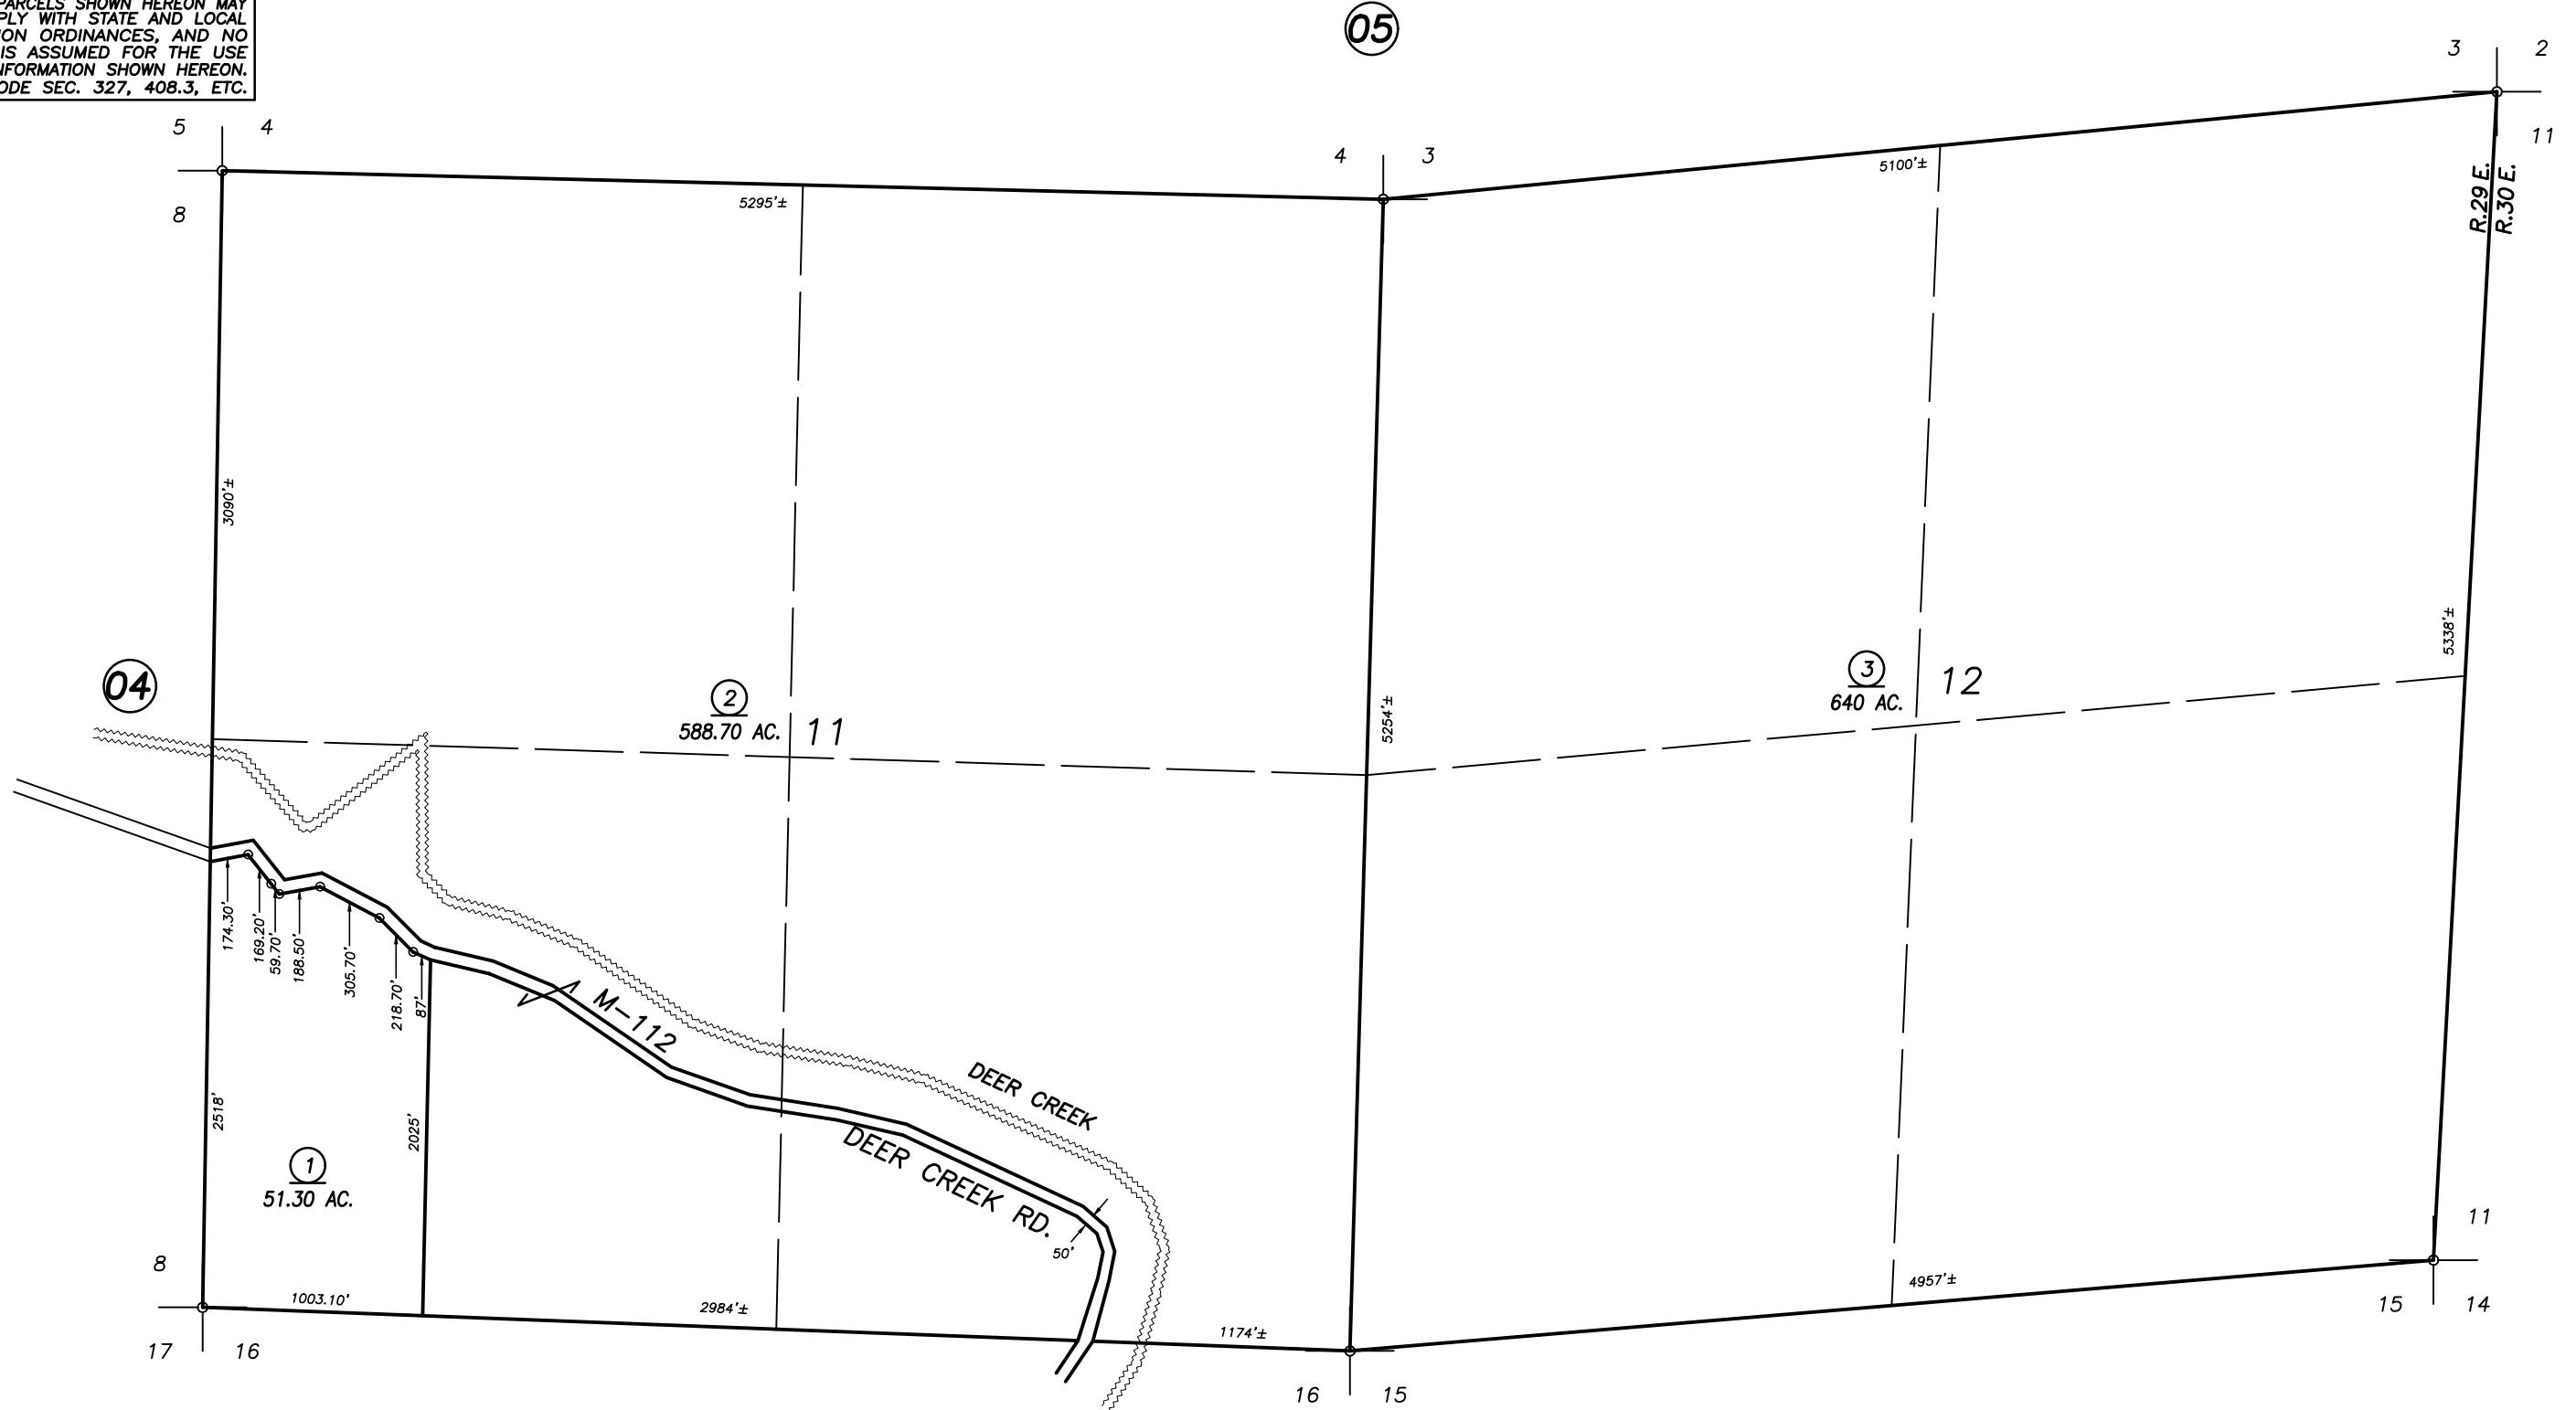 PARCELS SHOWN HEREON MAY
PLY WITH STATE AND LOCAL
ION ORDINANCES, AND NO
IS ASSUMED FOR THE USE
NFORMATION SHOWN HEREON.
ODE SEC. 327, 408.3, ETC.
05
3 2
11
5 4
8
4 3
5295'±
5100'±
R.29 E.
R.30 E.
3090'±
5338'±
04
2
588.70 AC.
11
3
640 AC.
12
5254'±
174.30'
169.20'
59.70'
188.50'
305.70'
218.70'
87'
M-112
DEER CREEK
DEER CREEK RD.
50'
2518'
2025'
1
51.30 AC.
8
17 16
1003.10'
2984'±
1174'±
4957'±
16 15
11
15 14